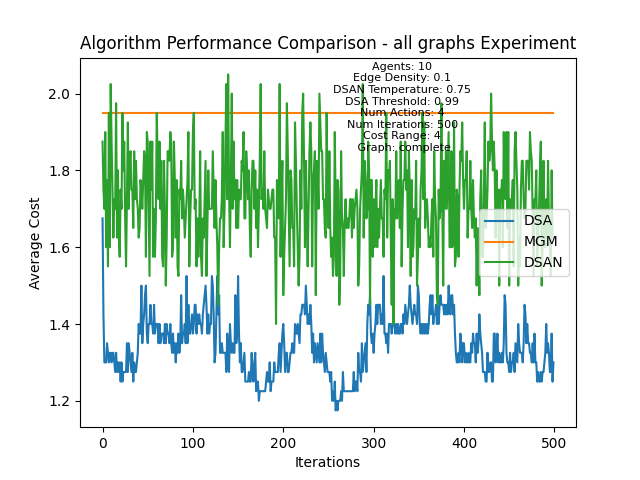 Algorithm Performance Comparison - all graphs Experiment
Agents: 10
Edge Density: 0.1
DSAN Temperature: 0.75
DSA Threshold: 0.99
Num Actions: 4
Num Iterations: 500
Cost Range: 4
Graph: complete
Average Cost
2.0
1.8
1.6
1.4
1.2
DSA
MGM
DSAN
0
100
200
300
400
500
Iterations